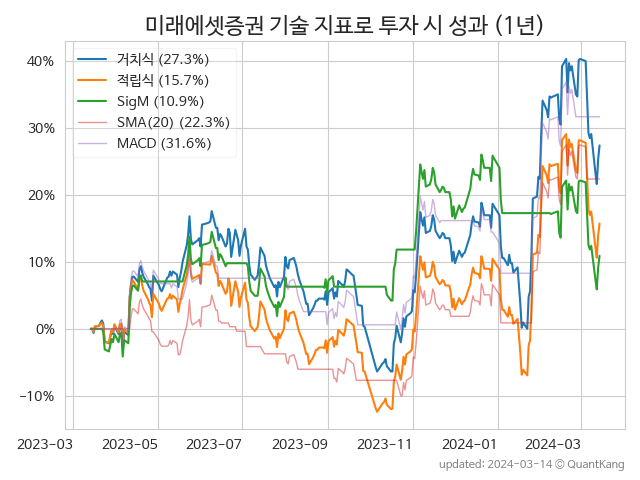 미래에셋증권 기술 지표로 투자 시 성과 (1년)
거치식 (27.3%)
적립식 (15.7%)
SigM (10.9%)
SMA(20) (22.3%)
MACD (31.6%)
40%
30%
20%
10%
0%
−10%
2023-03
2023-05
2023-07
2023-09
2023-11
2024-01
2024-03
updated: 2024-03-14 © QuantKang